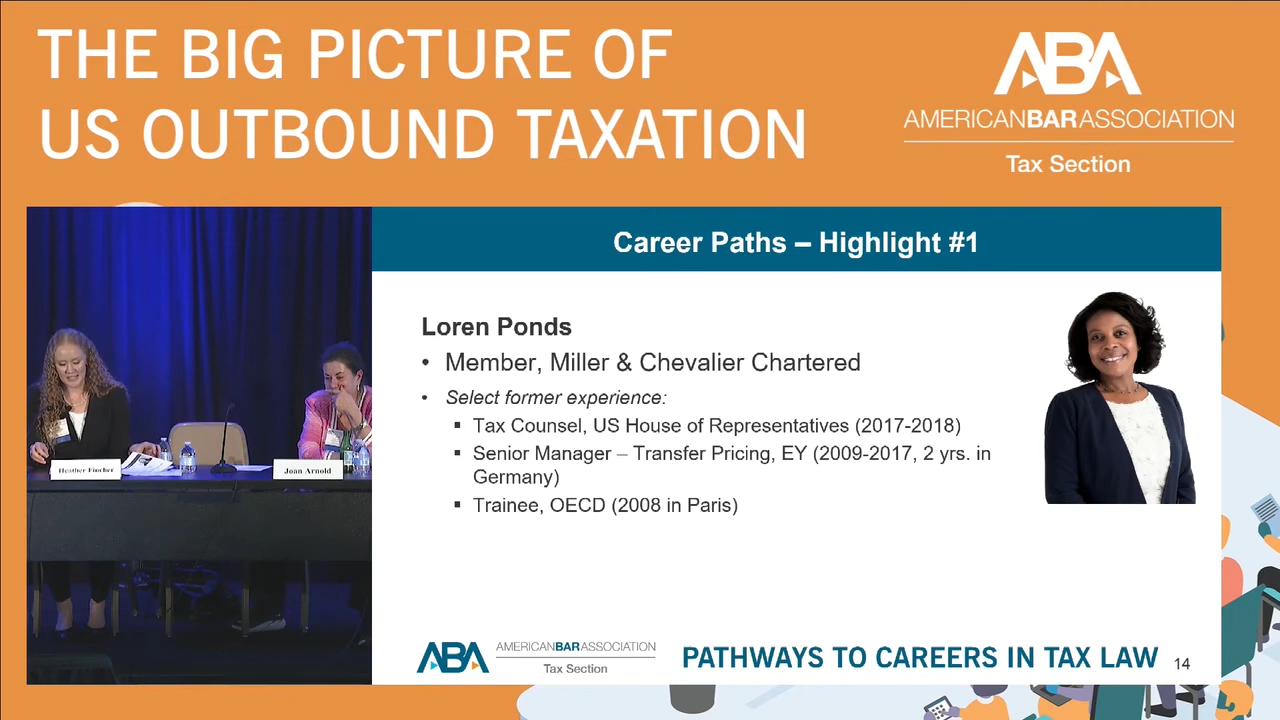 THE BIG PICTURE OF
US OUTBOUND TAXATION
ABA
AMERICANBARASSOCIATION
Tax Section
Career Paths – Highlight #1
Loren Ponds
• Member, Miller & Chevalier Chartered
• Select former experience:
▪ Tax Counsel, US House of Representatives (2017-2018)
▪ Senior Manager – Transfer Pricing, EY (2009-2017, 2 yrs. in
Germany)
▪ Trainee, OECD (2008 in Paris)
Heather Fincher
Joan Arnold
ABA
AMERICANBARASSOCIATION
Tax Section
PATHWAYS TO CAREERS IN TAX LAW
14